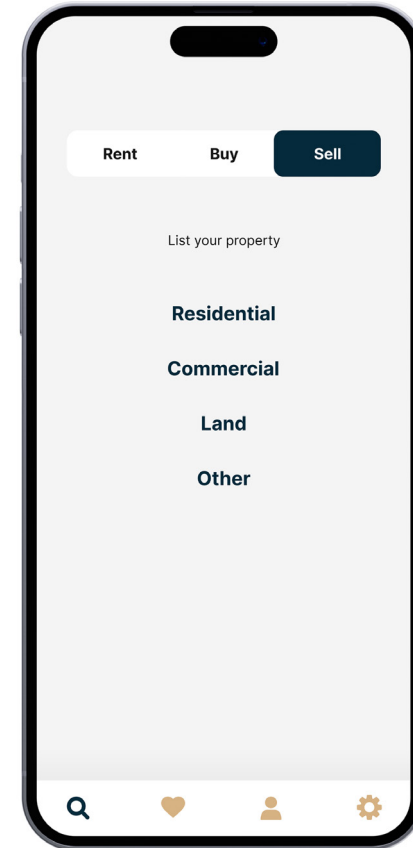 Rent Buy Sell
List your property
Residential
Commercial
Land
Other